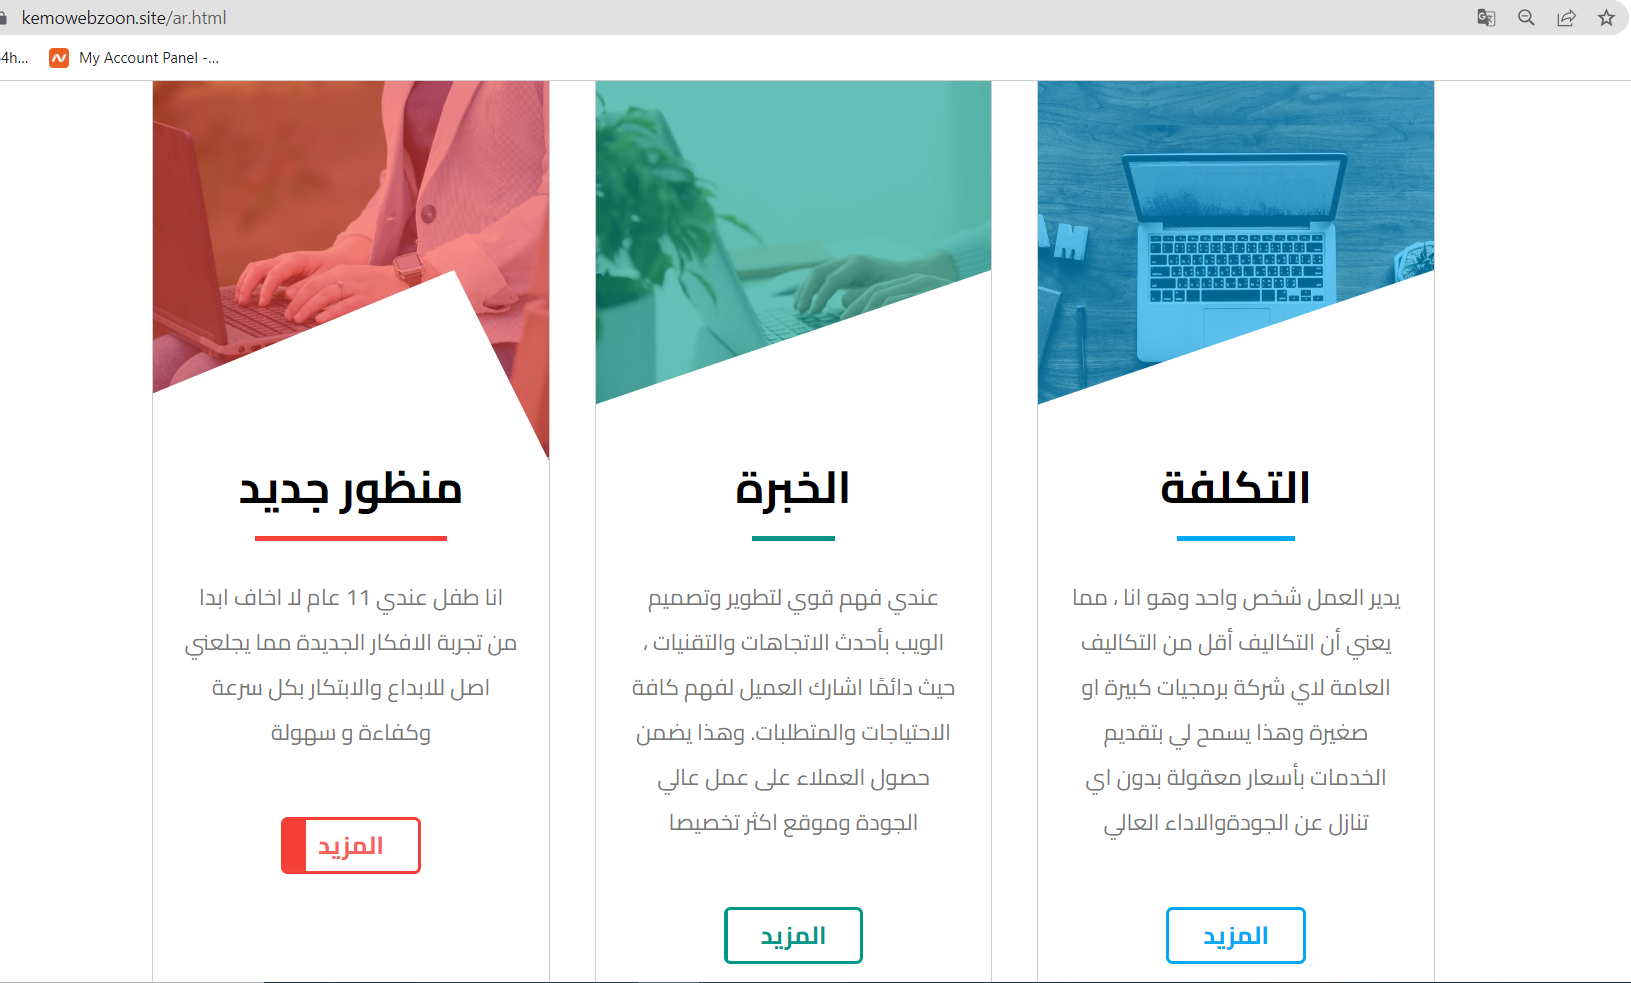 kemowebzoon.site/ar.html
4h...
My Account Panel -...
التكلفة
يدير العمل شخص واحد وهو انا ، مما
يعني أن التكاليف أقل من التكاليف
العامة لاي شركة برمجيات كبيرة او
صغيرة وهذا يسمح لي بتقديم
الخدمات بأسعار معقولة بدون اي
تنازل عن الجودةوالاداء العالي
المزيد
الخبرة
عندي فهم قوي لتطوير وتصميم
الويب بأحدث الاتجاهات والتقنيات ،
حيث دائمًا اشارك العميل لفهم كافة
الاحتياجات والمتطلبات. وهذا يضمن
حصول العملاء على عمل عالي
الجودة وموقع اكثر تخصيصا
المزيد
منظور جديد
انا طفل عندي 11 عام لا اخاف ابدا
من تجربة الافكار الجديدة مما يجلعني
اصل للابداع والابتكار بكل سرعة
وكفاءة و سهولة
المزيد